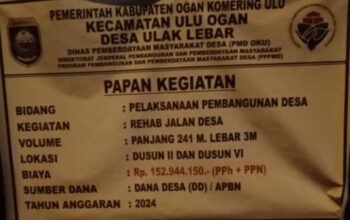 PEMERINTAH KABUPATEN OGAN KOMERING ULU
KECAMATAN ULU OGAN
DESA ULAK LEBAR
DINAS PEMBERDAYAAN MASYARAKAT DESA (PMD OKU)
DIREKTORAT JENDERAL PEMBANGUNAN DAN PEMBERDAYAAN MASYARAKAT
PROGRAM PEMBANGUNAN DAN PEMBERDAYAAN MASYARAKAT DESA (PPPMD)
PAPAN KEGIATAN
BIDANG : PELAKSANAAN PEMBANGUNAN DESA
KEGIATAN : REHAB JALAN DESA
VOLUME : PANJANG 241 M. LEBAR 3M
LOKASI : DUSUN II DAN DUSUN VI
BIAYA : Rp. 152.944.150.- (PPh + PPN)
SUMBER DANA : DANA DESA (DD) / APBN
TAHUN ANGGARAN : 2024